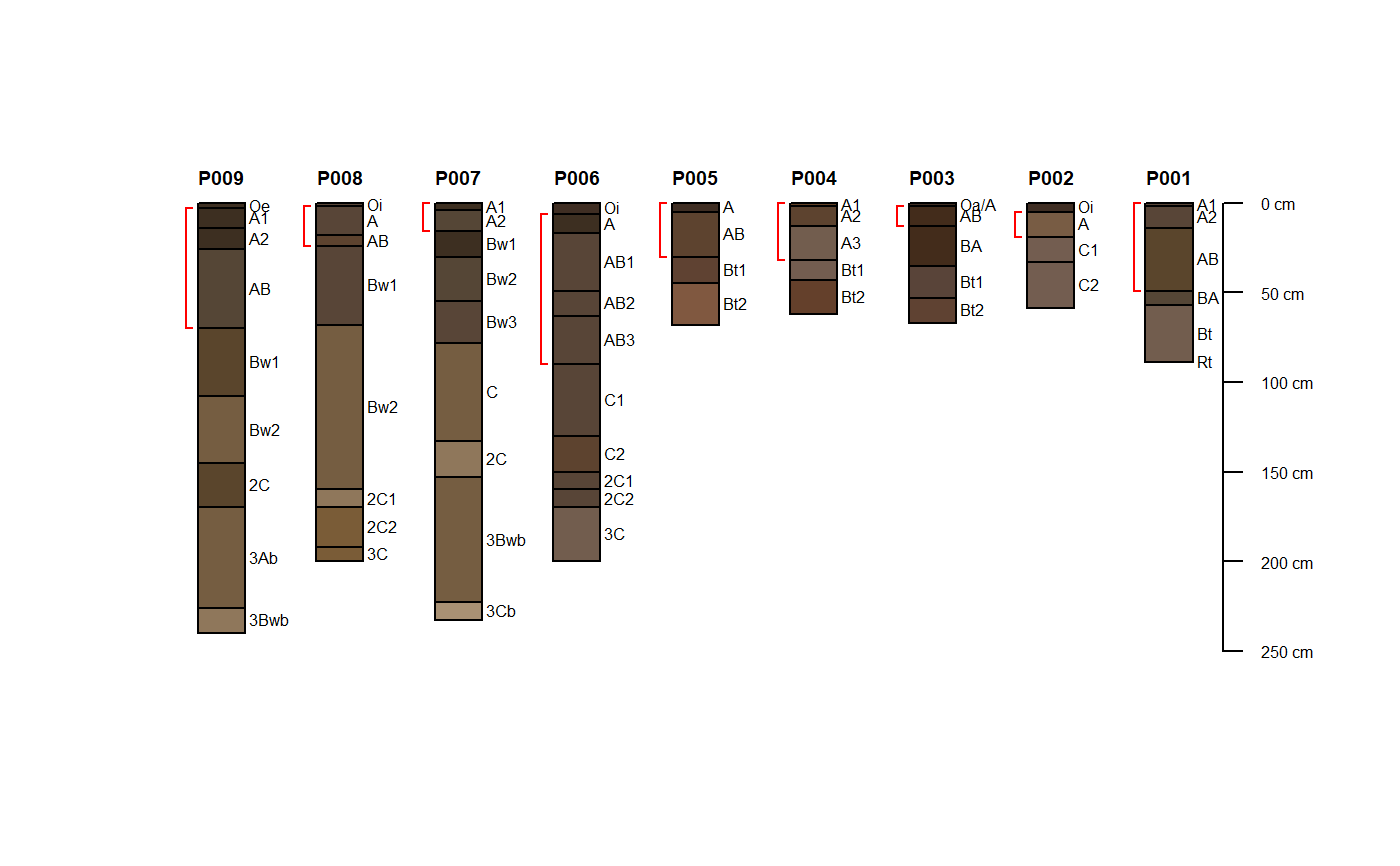 P009 P008 P007 P006 P005 P004 P003 P002 P001
Oe
A1
A2
AB
Bw1
Bw2
2C
3Ab
3Bwb
Oi
A
AB
Bw1
Bw2
2C1
2C2
3C
A1
A2
Bw1
Bw2
Bw3
C
2C
3Bwb
3Cb
Oi
A
AB1
AB2
AB3
C1
C2
2C1
2C2
3C
A
AB
Bt1
Bt2
A1
A2
A3
Bt1
Bt2
Oa/A
AB
BA
Bt1
Bt2
Oi
A
C1
C2
A1
A2
AB
BA
Bt
Rt
0 cm
50 cm
100 cm
150 cm
200 cm
250 cm